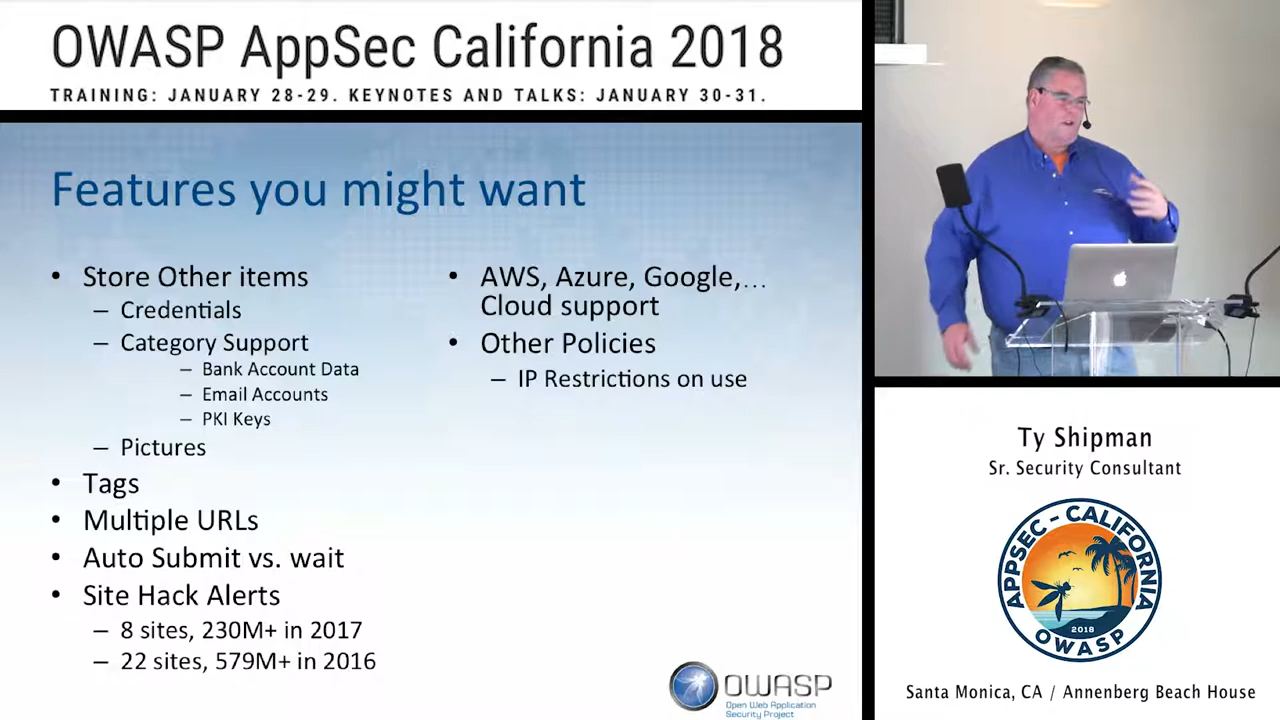 OWASP AppSec California 2018
TRAINING: JANUARY 28-29. KEYNOTES AND TALKS: JANUARY 30-31.
Features you might want
• Store Other items
– Credentials
– Category Support
– Bank Account Data
– Email Accounts
– PKI Keys
– Pictures
• Tags
• Multiple URLs
• Auto Submit vs. wait
• Site Hack Alerts
– 8 sites, 230M+ in 2017
– 22 sites, 579M+ in 2016
• AWS, Azure, Google,...
Cloud support
• Other Policies
– IP Restrictions on use
OWASP
Open Web Application
Security Project
Ty Shipman
Sr. Security Consultant
APPSEC - CALIFORNIA
2018
OWASP
Santa Monica, CA / Annenberg Beach House